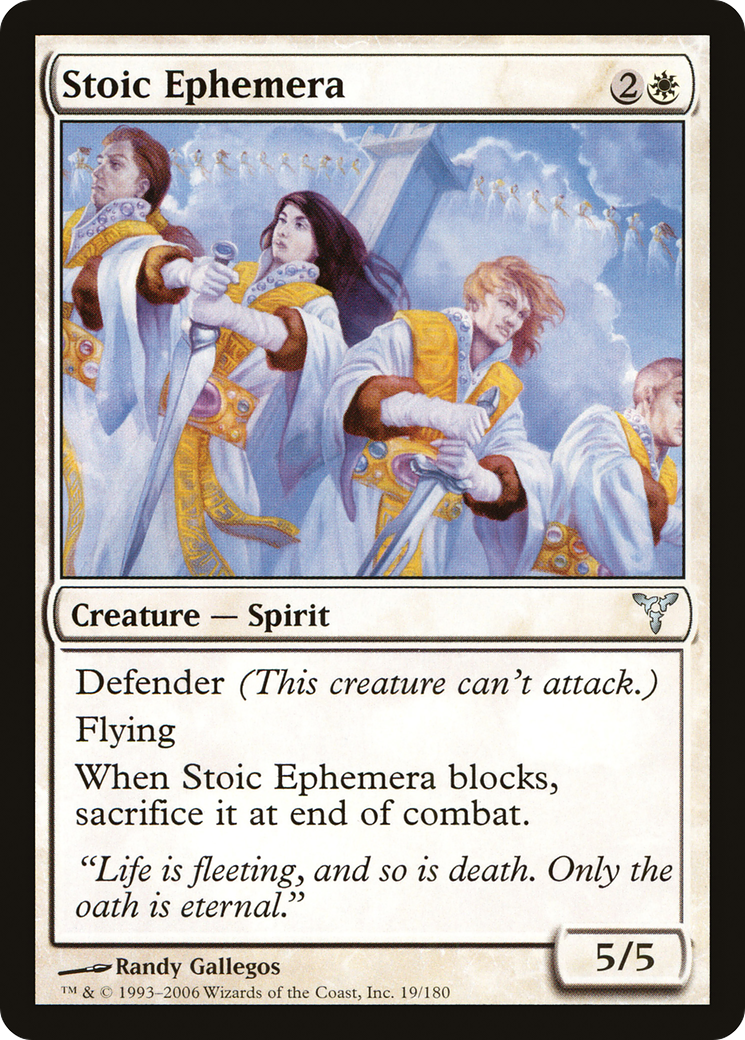 Stoic Ephemera 2
Creature — Spirit
Defender (This creature can't attack.)
Flying
When Stoic Ephemera blocks,
sacrifice it at end of combat.
“Life is fleeting, and so is death. Only the
oath is eternal.”
5/5
Randy Gallegos
™ & © 1993–2006 Wizards of the Coast, Inc. 19/180